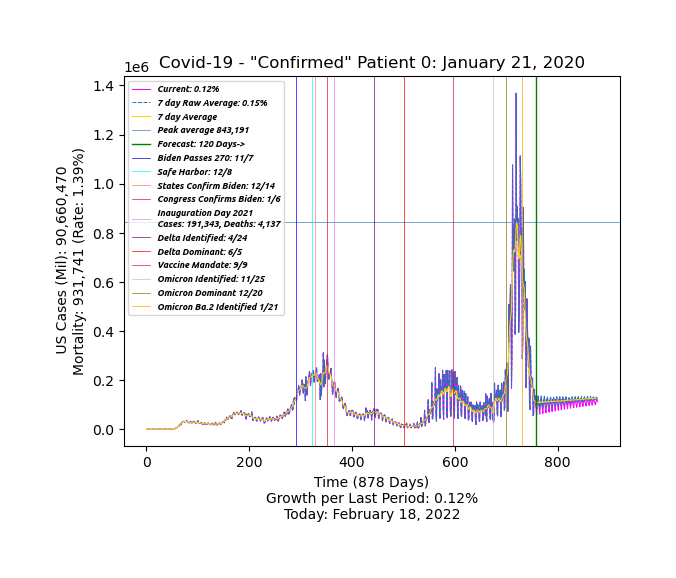 Covid-19 - "Confirmed" Patient 0: January 21, 2020
1e6
1.4
1.2
1.0
0.8
0.6
0.4
0.2
0.0
US Cases (Mil): 90,660,470
Mortality: 931,741 (Rate: 1.39%)
Current: 0.12%
7 day Raw Average: 0.15%
7 day Average
Peak average 843,191
Forecast: 120 Days->
Biden Passes 270: 11/7
Safe Harbor: 12/8
States Confirm Biden: 12/14
Congress Confirms Biden: 1/6
Inauguration Day 2021
Cases: 191,343, Deaths: 4,137
Delta Identified: 4/24
Delta Dominant: 6/5
Vaccine Mandate: 9/9
Omicron Identified: 11/25
Omicron Dominant 12/20
Omicron Ba.2 Identified 1/21
0 200 400 600 800
Time (878 Days)
Growth per Last Period: 0.12%
Today: February 18, 2022